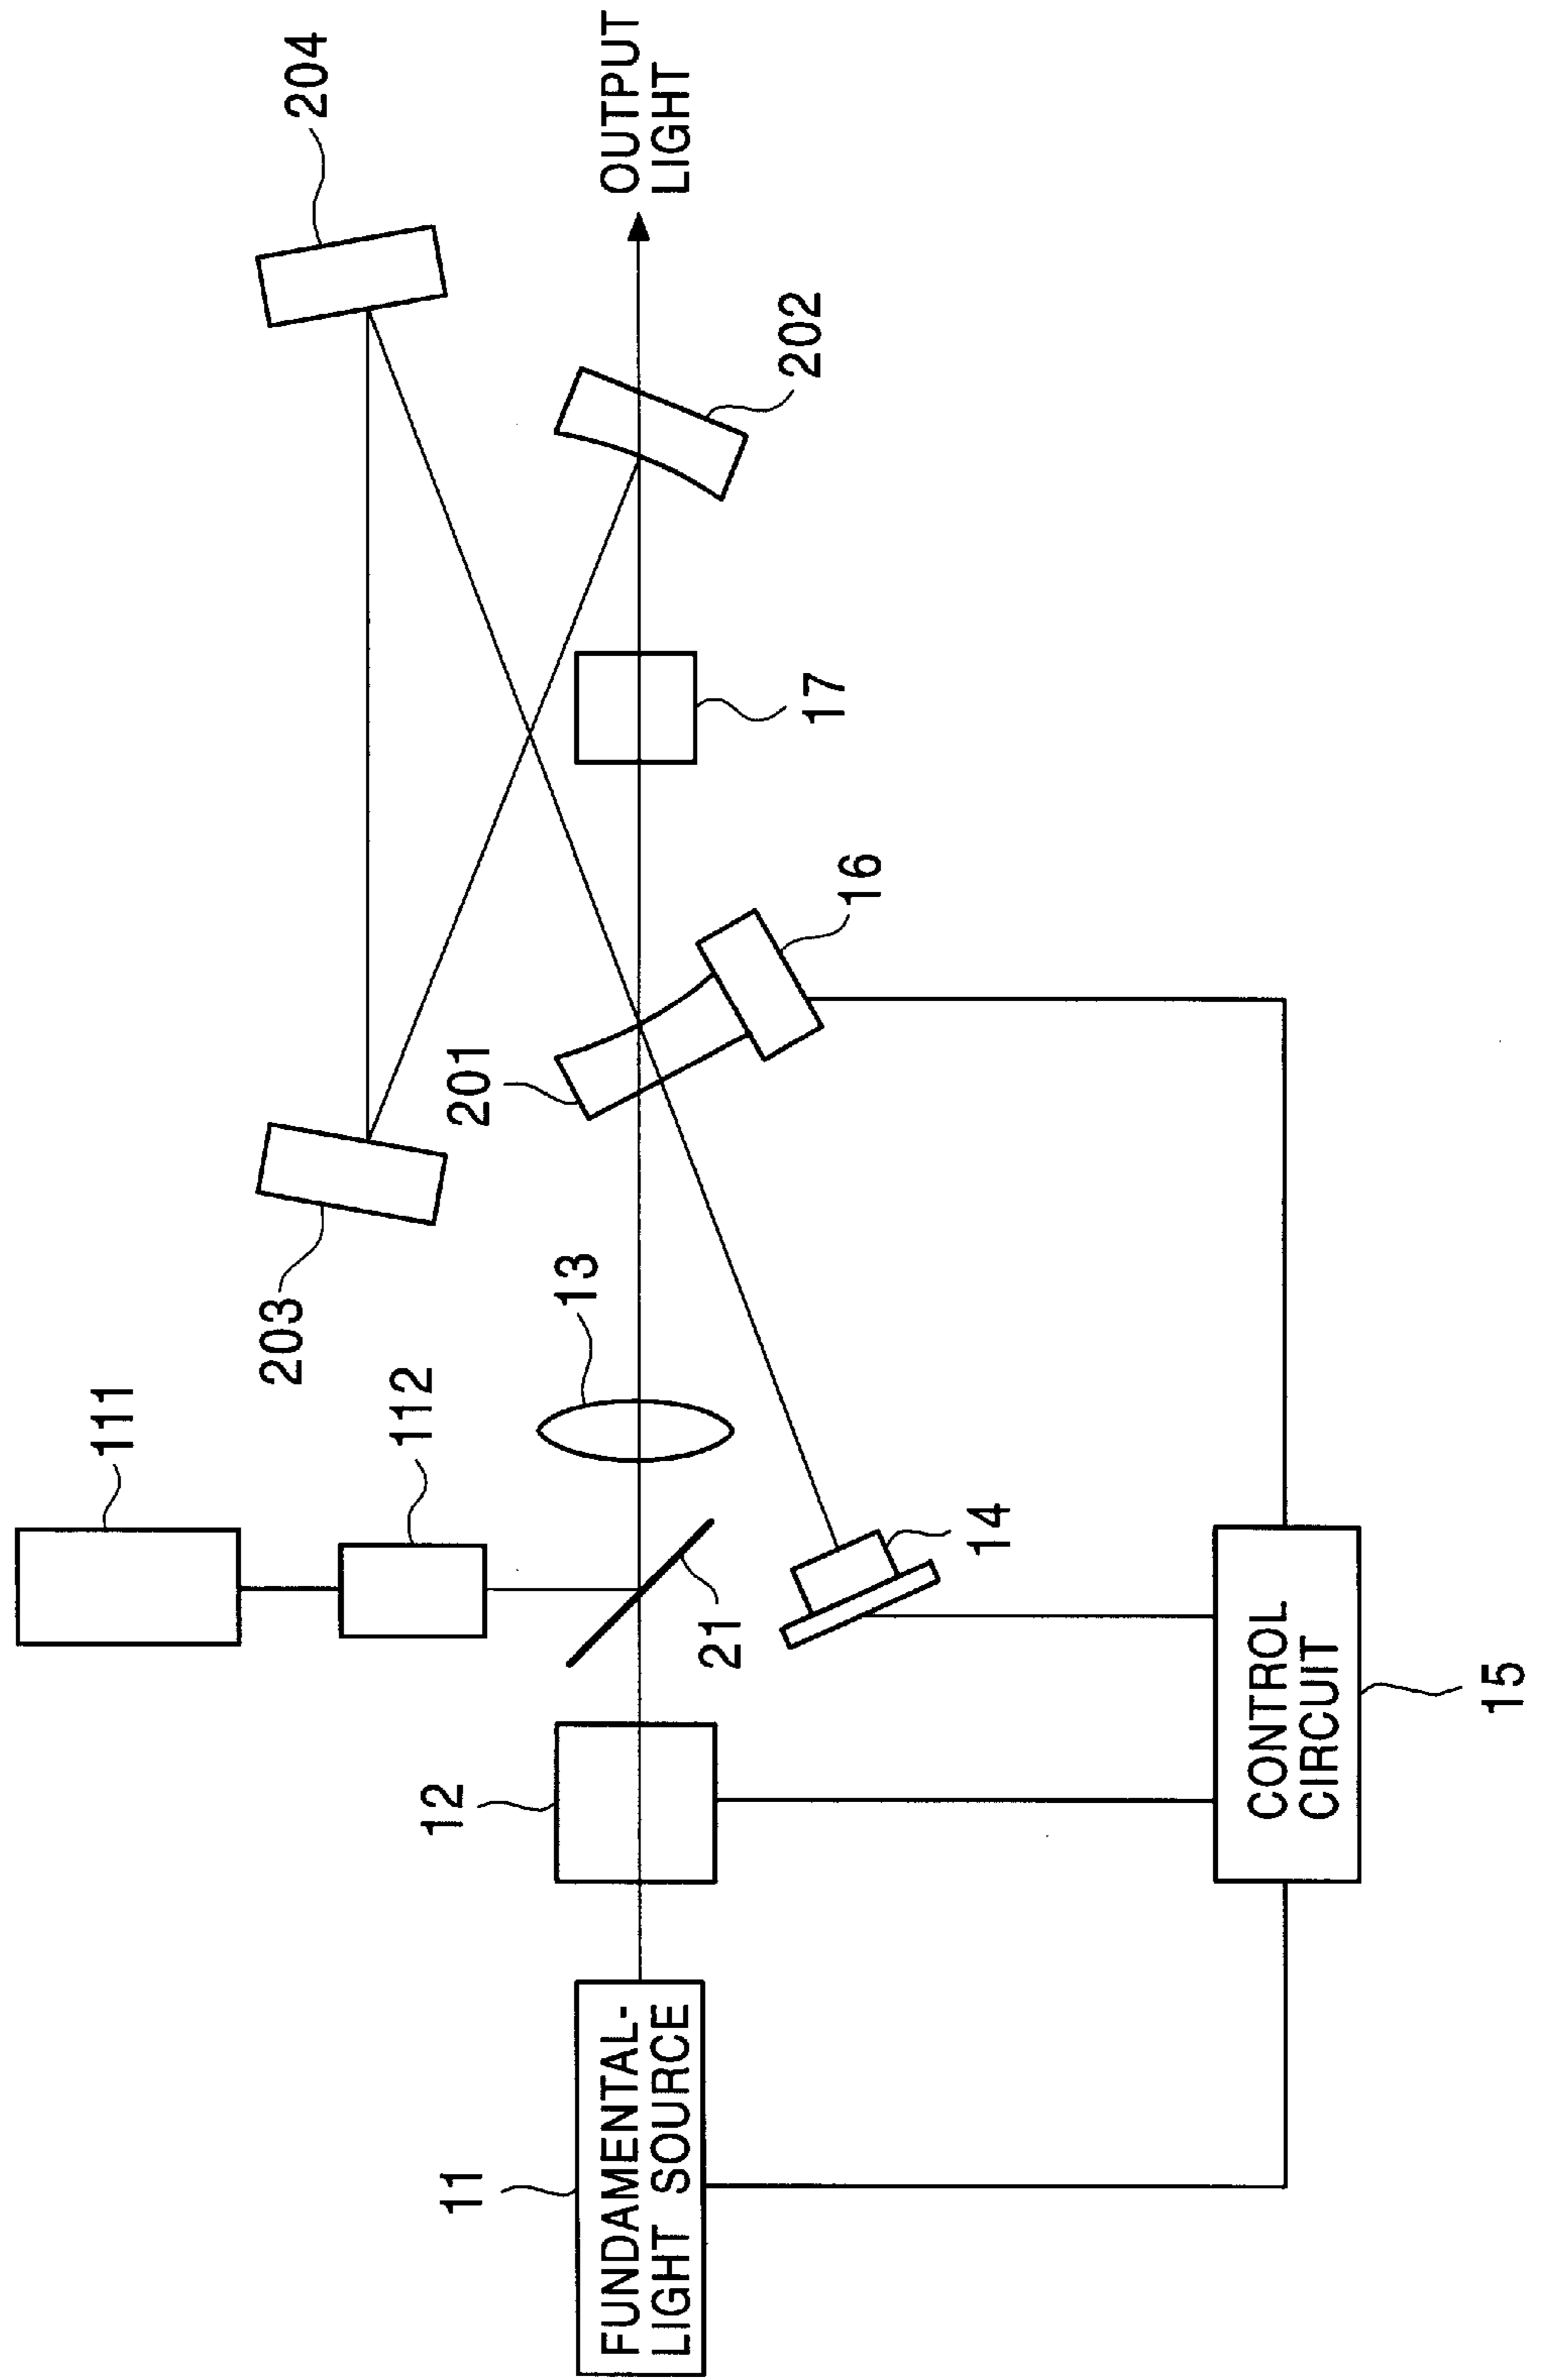 111
112
203
204
13
201
12
11
FUNDAMENTAL-
LIGHT SOURCE
21
14
16
17
202
OUTPUT
LIGHT
CONTROL
CIRCUIT
15